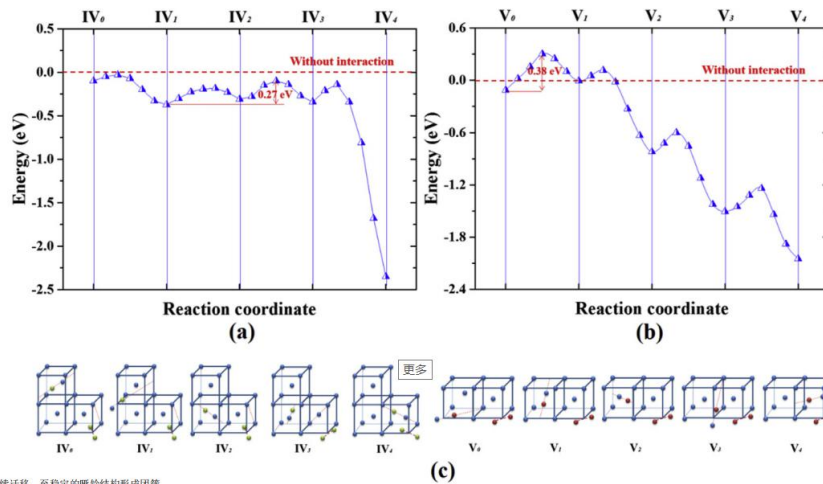 IV₀ IV₁ IV₂ IV₃ IV₄
0.5
0.0
-0.5
-1.0
-1.5
-2.0
-2.5
Energy (eV)
Without interaction
0.27 eV
Reaction coordinate
(a)
V₀ V₁ V₂ V₃ V₄
0.6
0.0
-0.6
-1.2
-1.8
-2.4
Energy (eV)
Without interaction
0.38 eV
Reaction coordinate
(b)
更多
IV₀ IV₁ IV₂ IV₃ IV₄ V₀ V₁ V₂ V₃ V₄
(c)